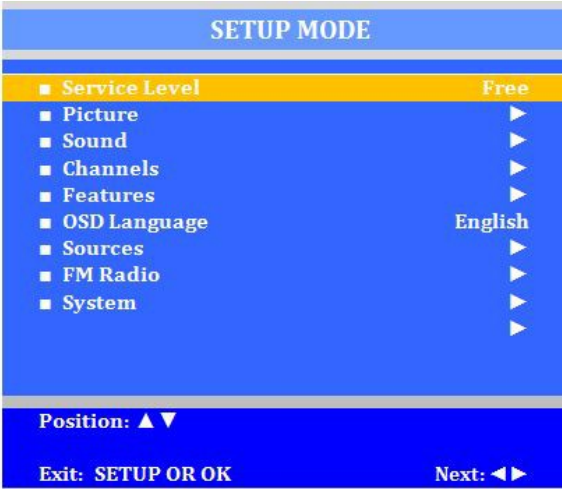 SETUP MODE
■ Service Level Free
■ Picture ▶
■ Sound ▶
■ Channels ▶
■ Features ▶
■ OSD Language English
■ Sources ▶
■ FM Radio ▶
■ System ▶
▶
Position: ▲▼
Exit: SETUP OR OK Next: ◀▶